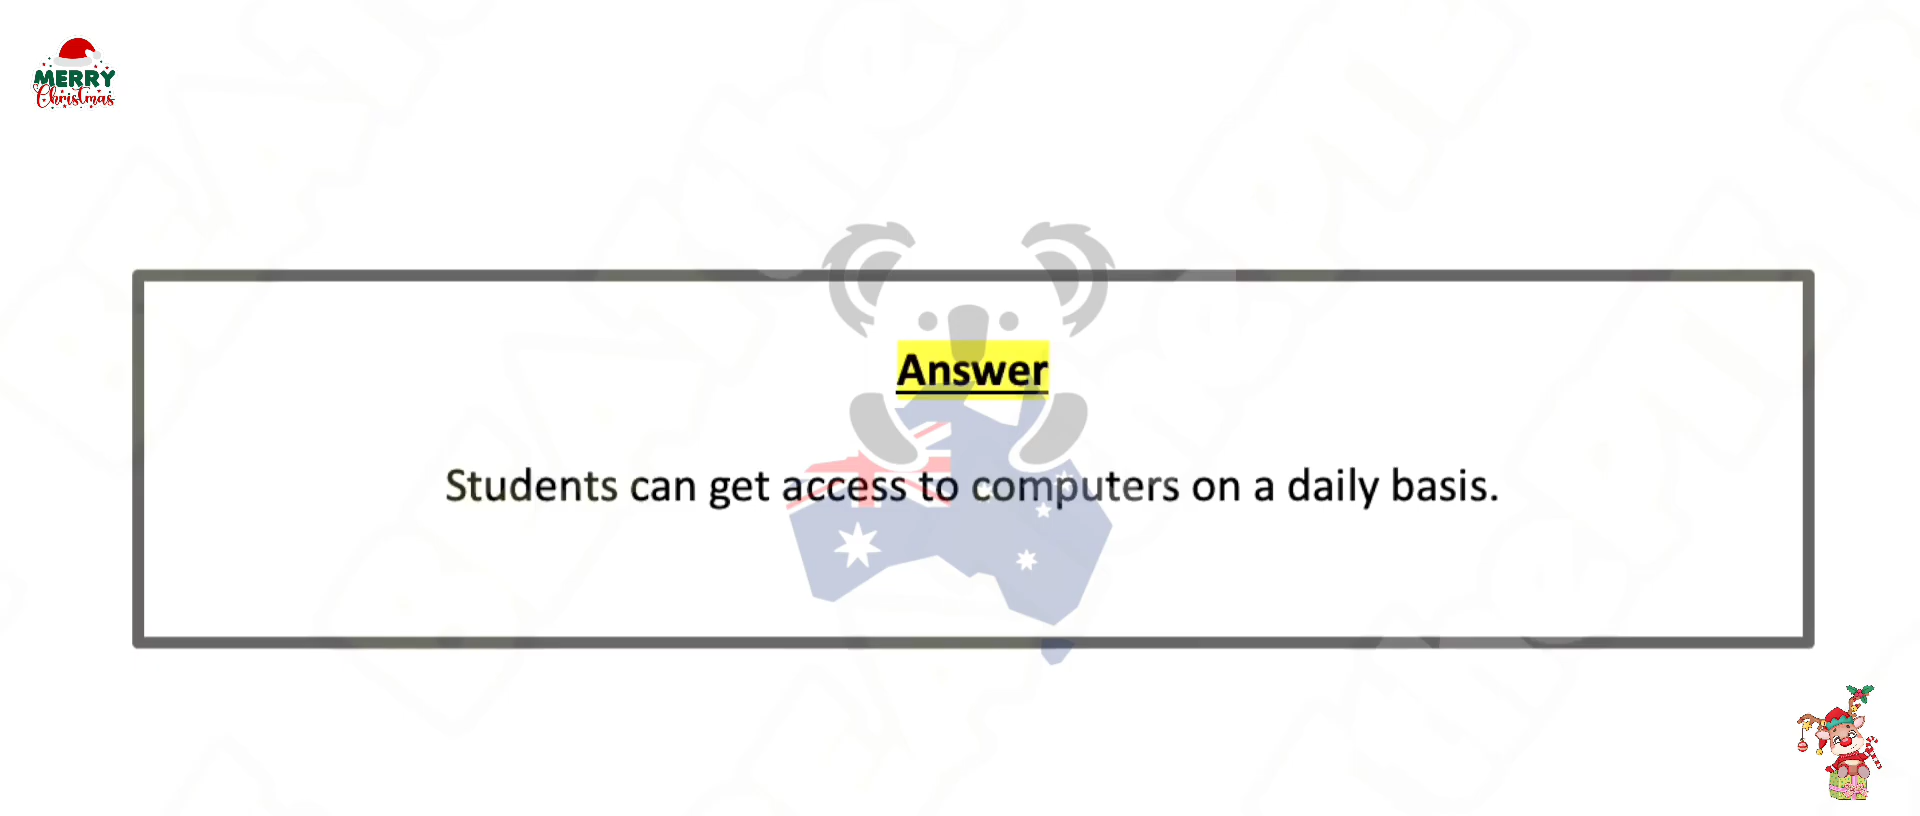 MERRY
Christmas
Answer
Students can get access to computers on a daily basis.